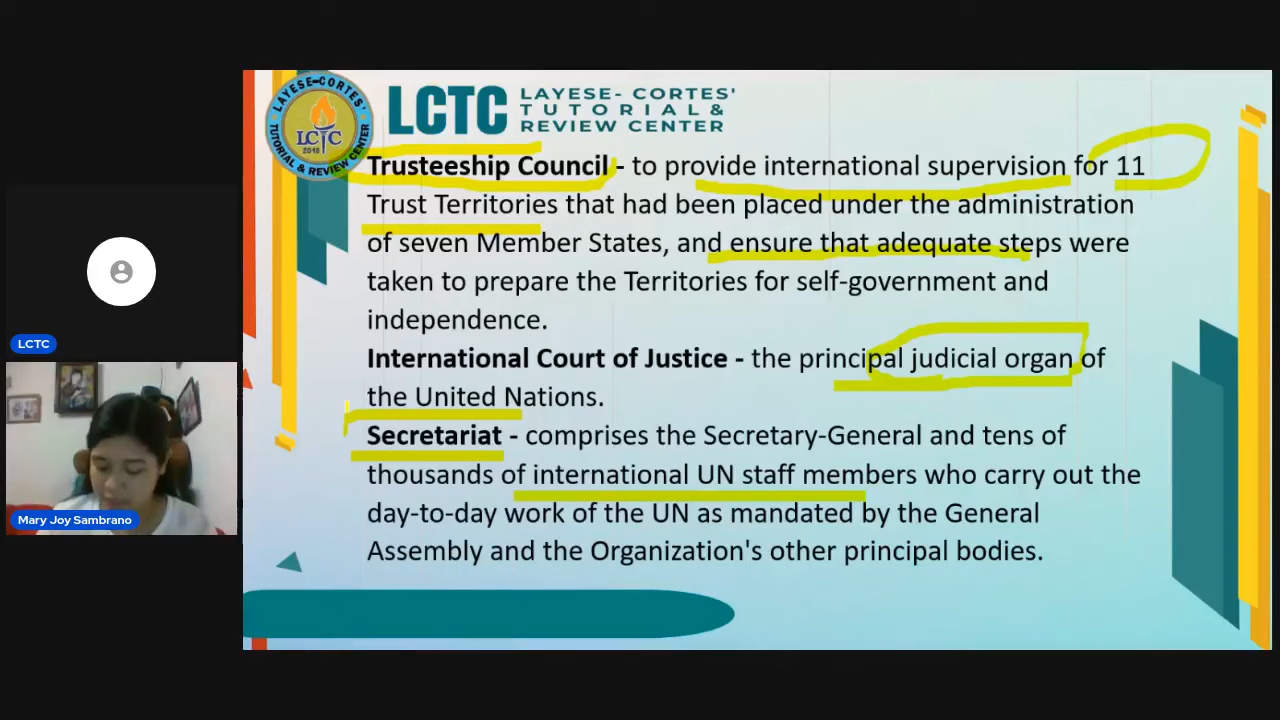 LAYESE-CORTES'
LCTC
2018
TUTORIAL & REVIEW CENTER
LCTC
LAYESE- CORTES'
TUTORIAL &
REVIEW CENTER
Trusteeship Council - to provide international supervision for 11
Trust Territories that had been placed under the administration
of seven Member States, and ensure that adequate steps were
taken to prepare the Territories for self-government and
independence.
International Court of Justice - the principal judicial organ of
the United Nations.
Secretariat - comprises the Secretary-General and tens of
thousands of international UN staff members who carry out the
day-to-day work of the UN as mandated by the General
Assembly and the Organization's other principal bodies.
LCTC
Mary Joy Sambrano